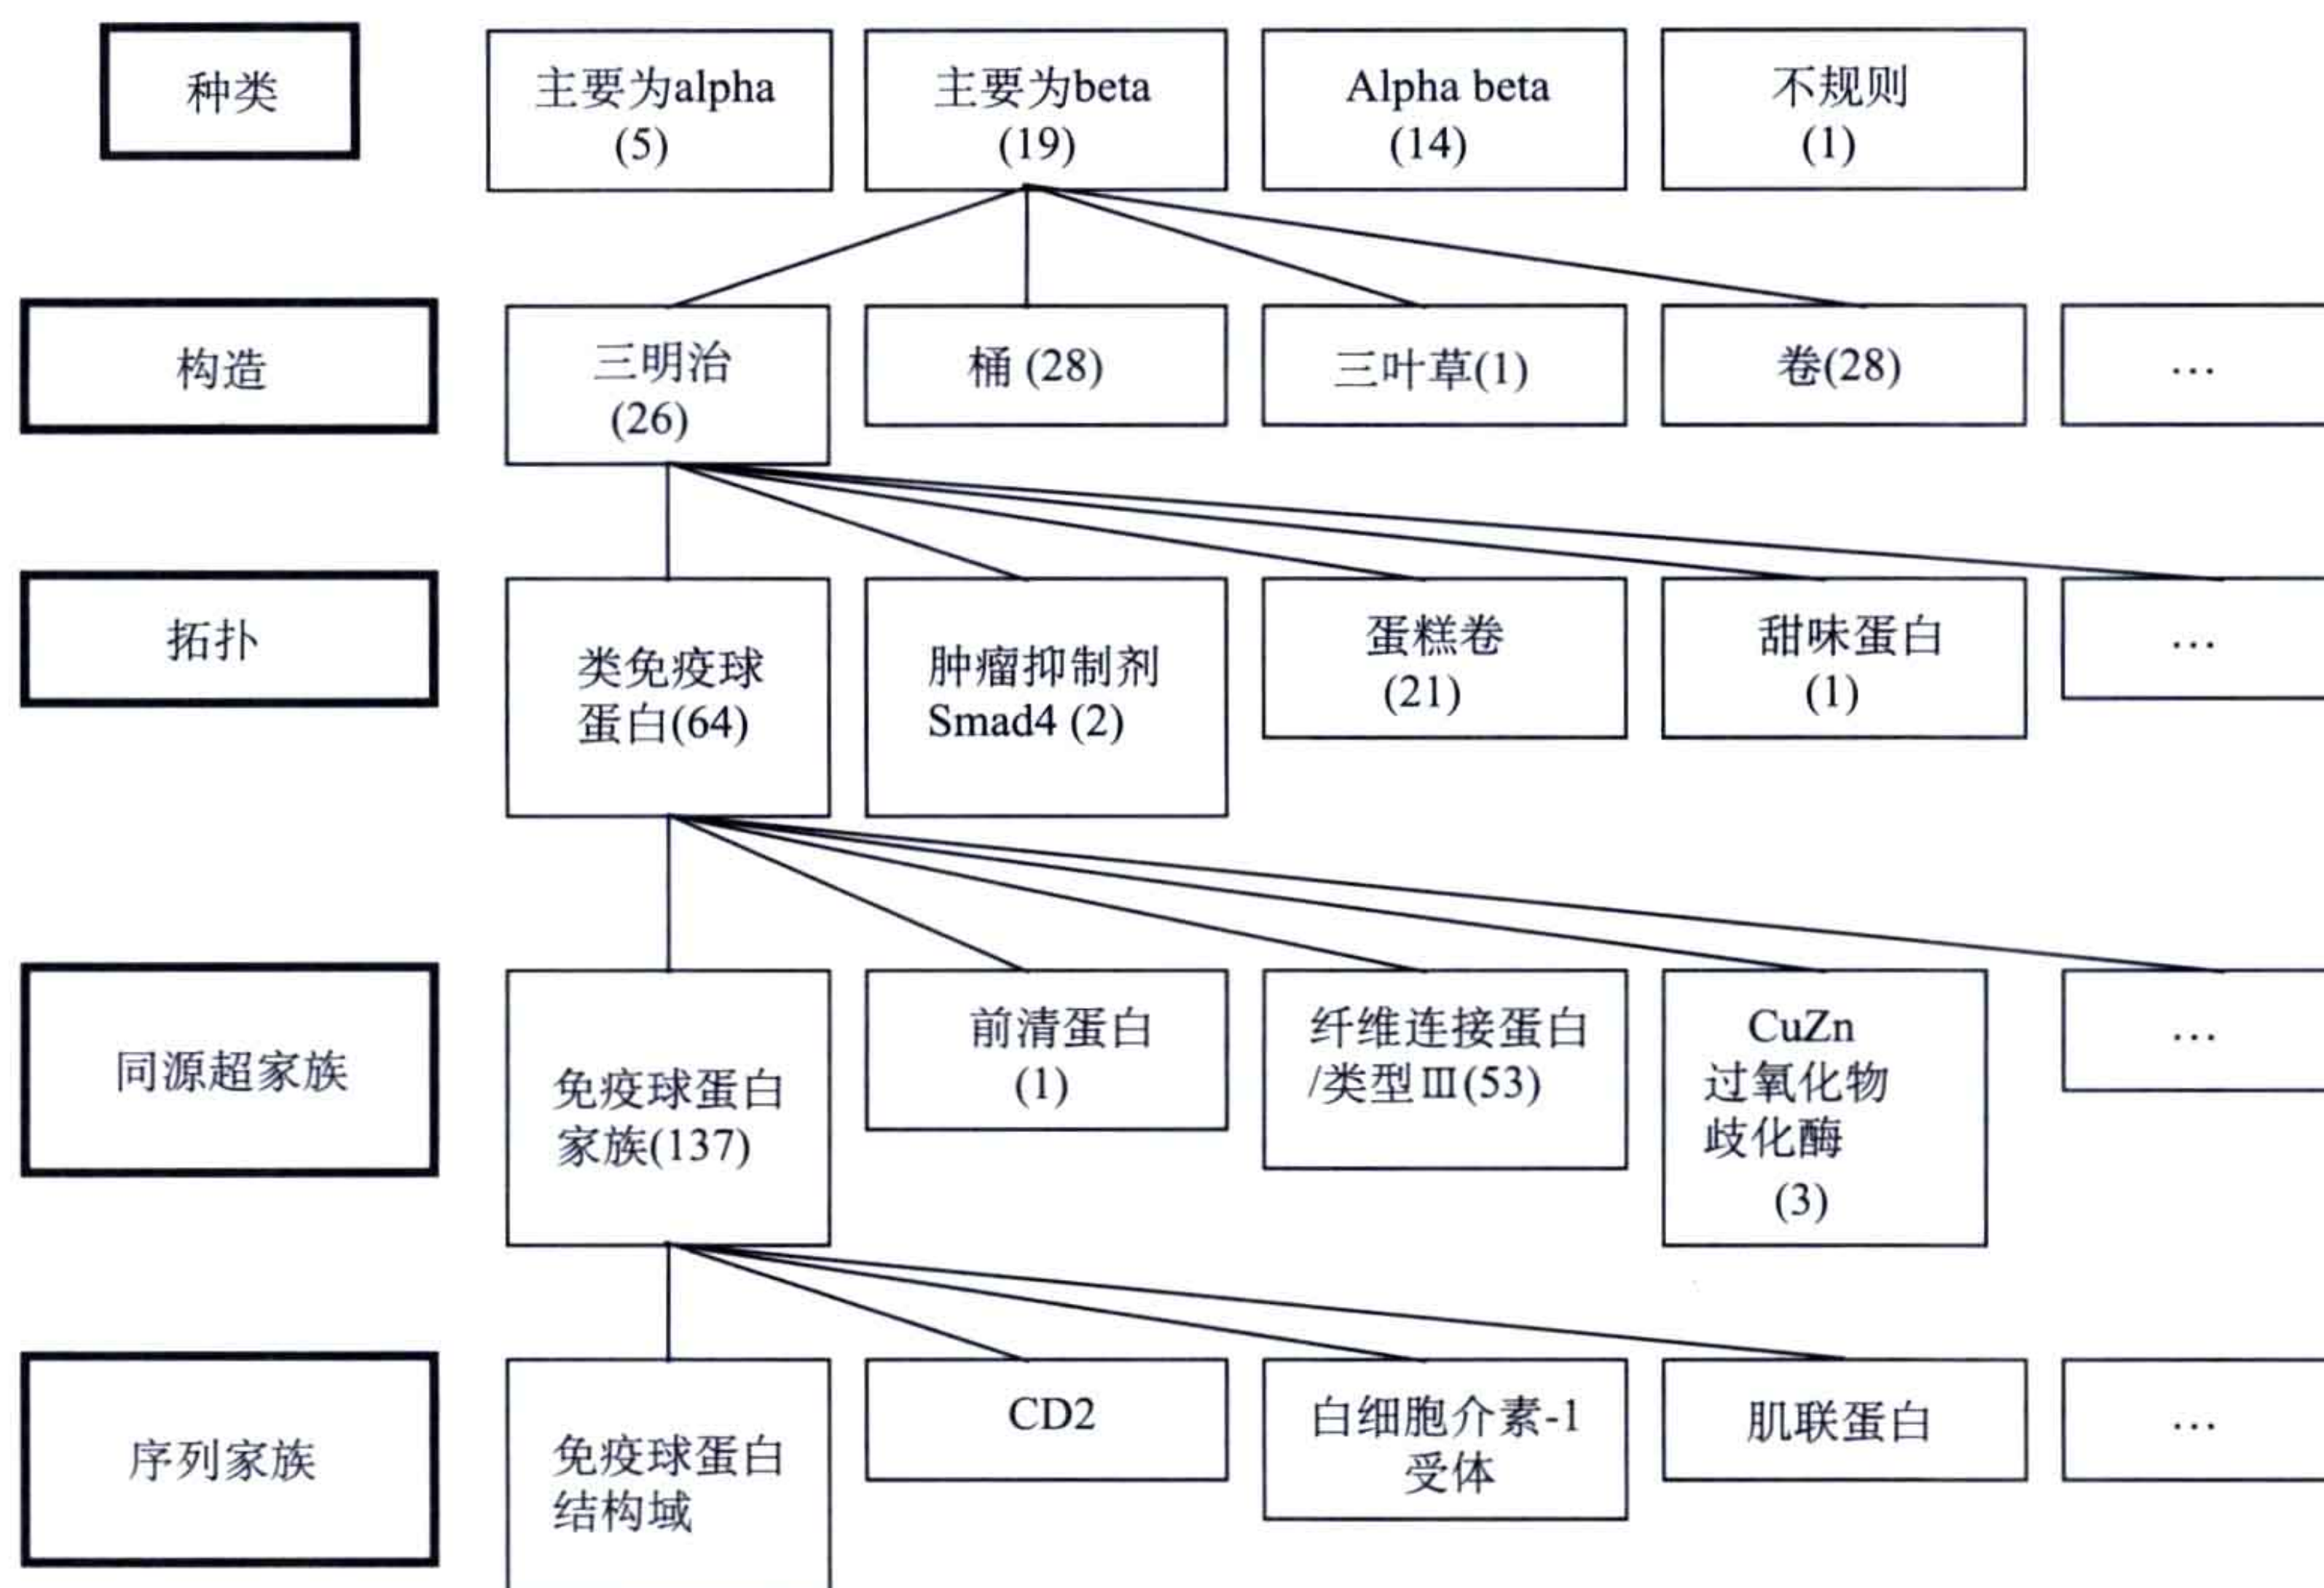 种类
主要为alpha
(5)
主要为beta
(19)
Alpha beta
(14)
不规则
(1)
构造
三明治
(26)
桶 (28)
三叶草(1)
卷(28)
…
拓扑
类免疫球
蛋白(64)
肿瘤抑制剂
Smad4 (2)
蛋糕卷
(21)
甜味蛋白
(1)
…
同源超家族
免疫球蛋白
家族(137)
前清蛋白
(1)
纤维连接蛋白
/类型Ⅲ(53)
CuZn
过氧化物
歧化酶
(3)
…
序列家族
免疫球蛋白
结构域
CD2
白细胞介素-1
受体
肌联蛋白
…